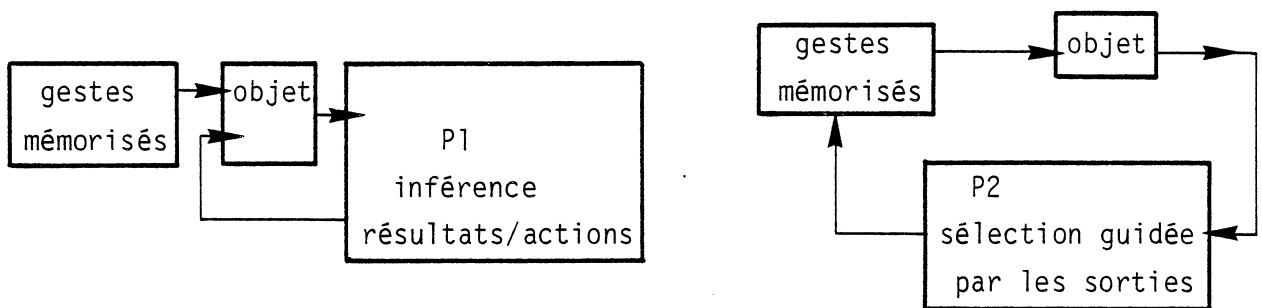 gestes
mémorisés
objet
P1
inférence
résultats/actions
gestes
mémorisés
objet
P2
sélection guidée
par les sorties